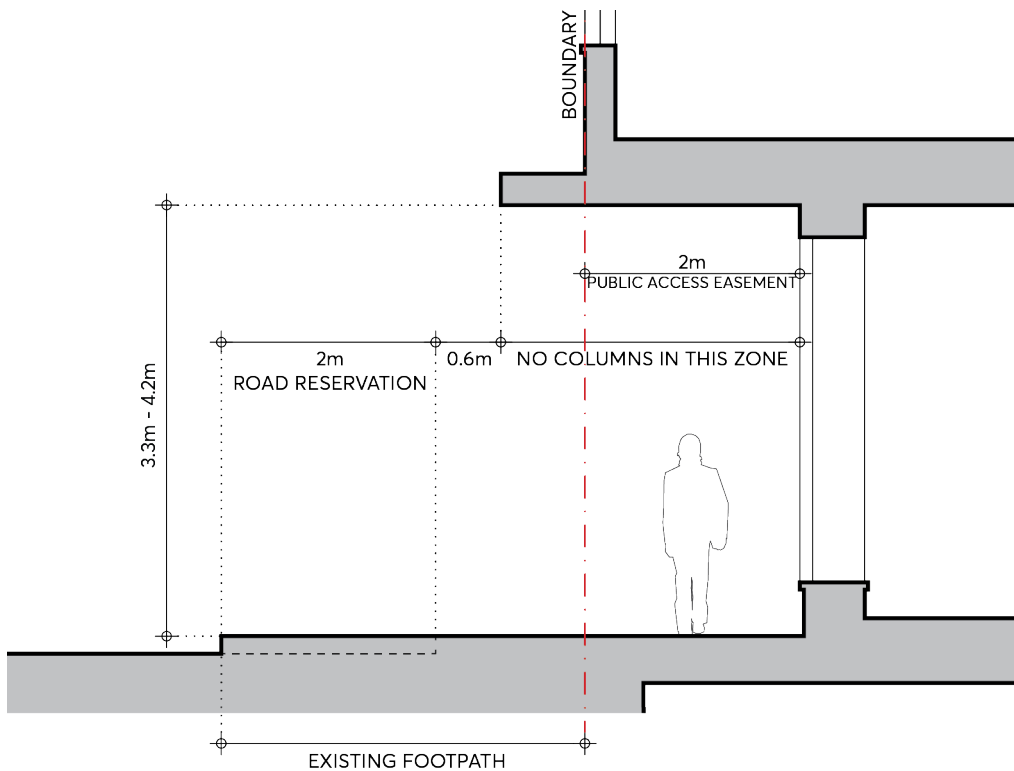 BOUNDARY
2m
PUBLIC ACCESS EASEMENT
2m
ROAD RESERVATION
0.6m
NO COLUMNS IN THIS ZONE
3.3m - 4.2m
EXISTING FOOTPATH